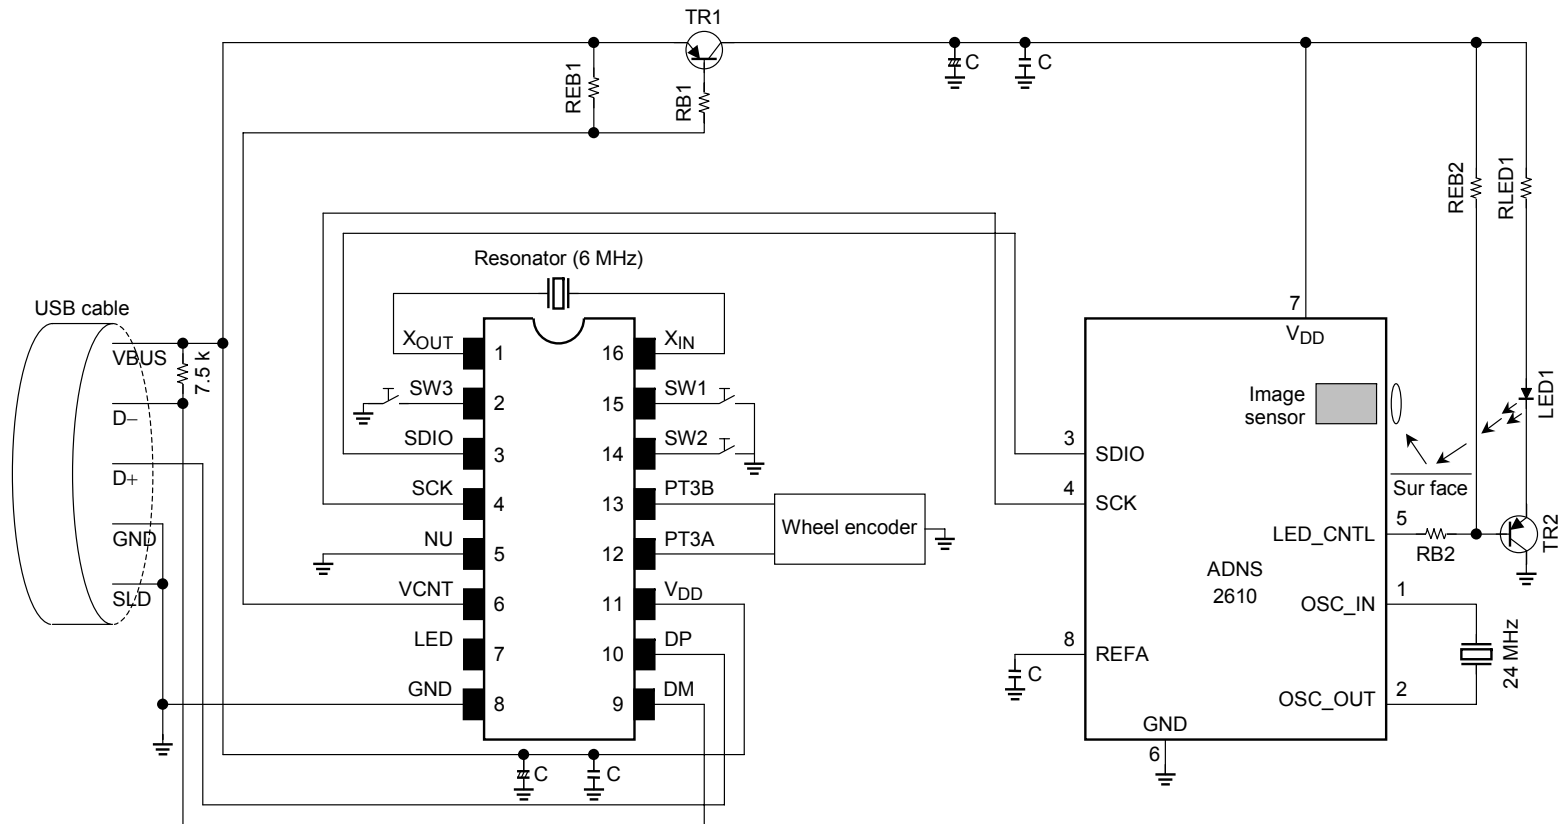 TR1
C
C
REB1
RB1
REB2
RLED1
Resonator (6 MHz)
USB cable
VBUS
7.5 k
D−
D+
GND
SLD
XOUT
1
16
XIN
SW3
2
15
SW1
SDIO
3
14
SW2
SCK
4
13
PT3B
NU
5
12
PT3A
VCNT
6
11
VDD
LED
7
10
DP
GND
8
9
DM
Wheel encoder
C
C
7
VDD
Image
sensor
LED1
3
SDIO
4
SCK
Sur face
LED_CNTL
5
RB2
TR2
ADNS
2610
OSC_IN
1
24 MHz
8
REFA
C
OSC_OUT
2
GND
6